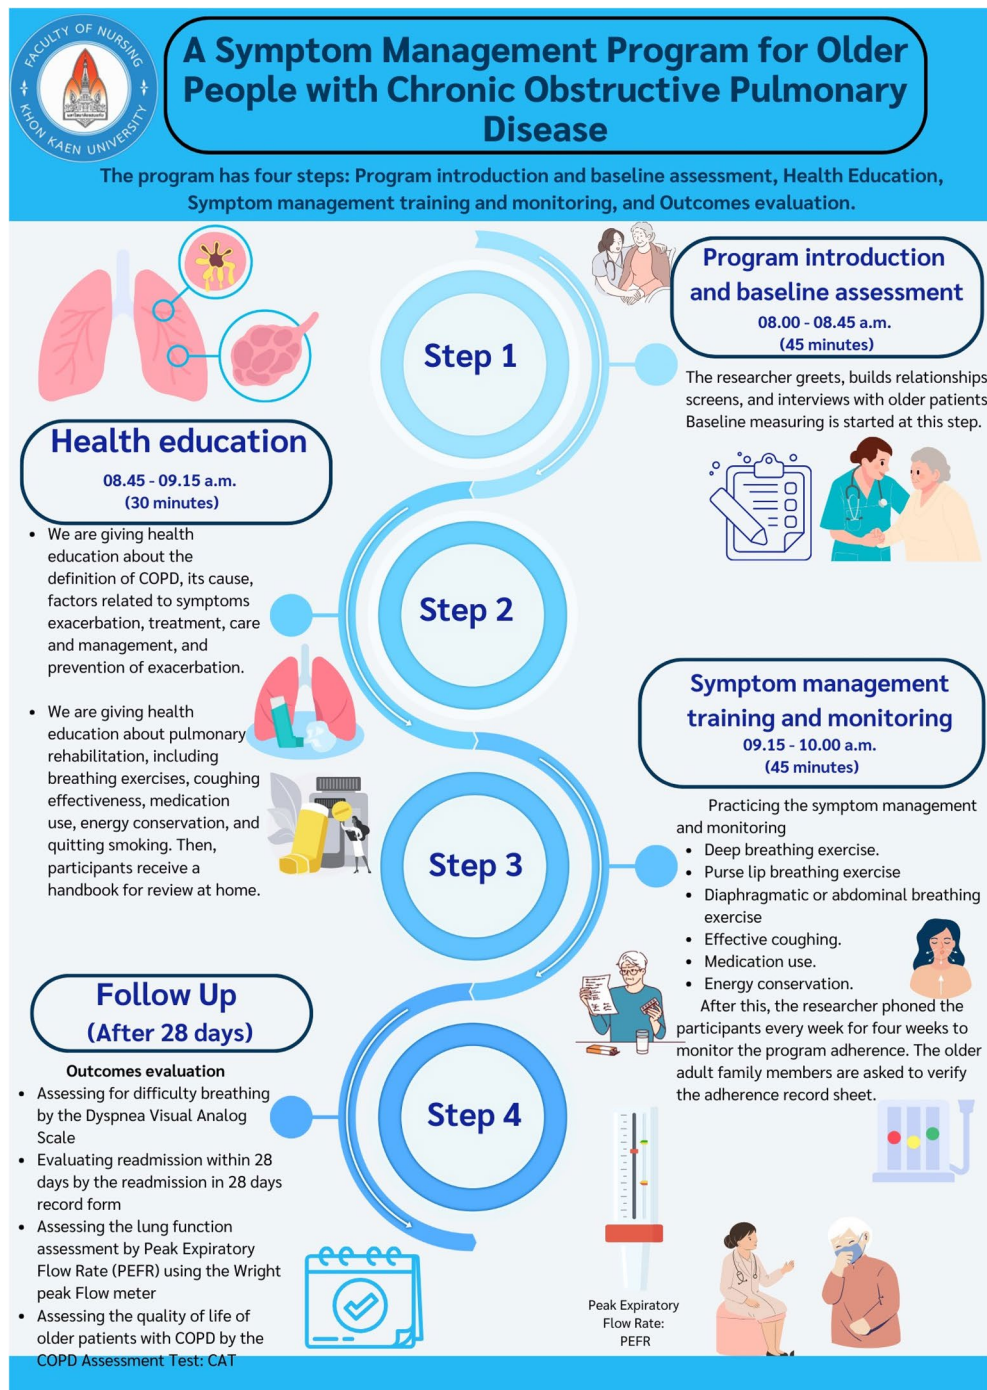 FACULTY OF NURSING
KHON KAEN UNIVERSITY
A Symptom Management Program for Older
People with Chronic Obstructive Pulmonary
Disease
The program has four steps: Program introduction and baseline assessment, Health Education,
Symptom management training and monitoring, and Outcomes evaluation.
Step 1
Program introduction
and baseline assessment
08.00 - 08.45 a.m.
(45 minutes)
The researcher greets, builds relationships
screens, and interviews with older patients
Baseline measuring is started at this step.
Health education
08.45 - 09.15 a.m.
(30 minutes)
• We are giving health
education about the
definition of COPD, its cause,
factors related to symptoms
exacerbation, treatment, care
and management, and
prevention of exacerbation.
• We are giving health
education about pulmonary
rehabilitation, including
breathing exercises, coughing
effectiveness, medication
use, energy conservation, and
quitting smoking. Then,
participants receive a
handbook for review at home.
Step 2
Symptom management
training and monitoring
09.15 - 10.00 a.m.
(45 minutes)
Practicing the symptom management
and monitoring
• Deep breathing exercise.
• Purse lip breathing exercise
• Diaphragmatic or abdominal breathing
exercise
• Effective coughing.
• Medication use.
• Energy conservation.
After this, the researcher phoned the
participants every week for four weeks to
monitor the program adherence. The older
adult family members are asked to verify
the adherence record sheet.
Step 3
Follow Up
(After 28 days)
Outcomes evaluation
• Assessing for difficulty breathing
by the Dyspnea Visual Analog
Scale
• Evaluating readmission within 28
days by the readmission in 28 days
record form
• Assessing the lung function
assessment by Peak Expiratory
Flow Rate (PEFR) using the Wright
peak Flow meter
• Assessing the quality of life of
older patients with COPD by the
COPD Assessment Test: CAT
Step 4
Peak Expiratory
Flow Rate:
PEFR